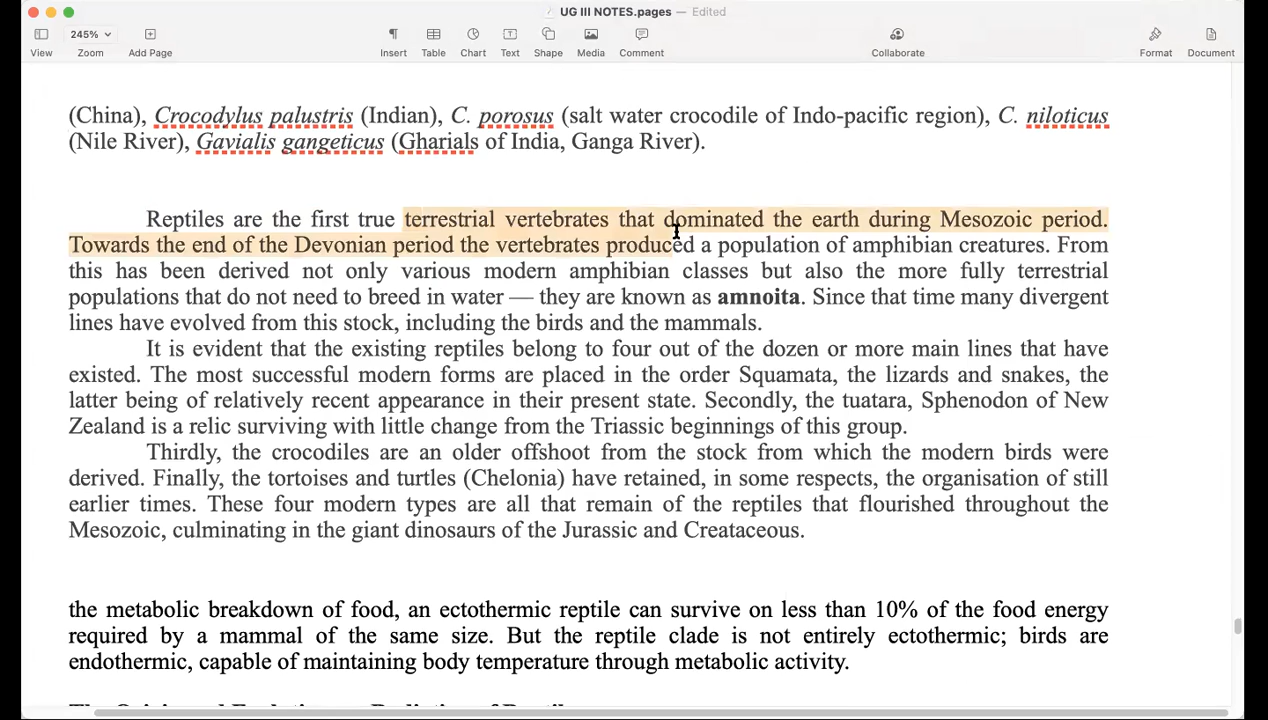 UG III NOTES.pages — Edited
245%
View Zoom Add Page Insert Table Chart Text Shape Media Comment Collaborate Format Document
(China), Crocodylus palustris (Indian), C. porosus (salt water crocodile of Indo-pacific region), C. niloticus
(Nile River), Gavialis gangeticus (Gharials of India, Ganga River).
Reptiles are the first true terrestrial vertebrates that dominated the earth during Mesozoic period.
Towards the end of the Devonian period the vertebrates produced a population of amphibian creatures. From
this has been derived not only various modern amphibian classes but also the more fully terrestrial
populations that do not need to breed in water — they are known as amnoita. Since that time many divergent
lines have evolved from this stock, including the birds and the mammals.
It is evident that the existing reptiles belong to four out of the dozen or more main lines that have
existed. The most successful modern forms are placed in the order Squamata, the lizards and snakes, the
latter being of relatively recent appearance in their present state. Secondly, the tuatara, Sphenodon of New
Zealand is a relic surviving with little change from the Triassic beginnings of this group.
Thirdly, the crocodiles are an older offshoot from the stock from which the modern birds were
derived. Finally, the tortoises and turtles (Chelonia) have retained, in some respects, the organisation of still
earlier times. These four modern types are all that remain of the reptiles that flourished throughout the
Mesozoic, culminating in the giant dinosaurs of the Jurassic and Creataceous.
the metabolic breakdown of food, an ectothermic reptile can survive on less than 10% of the food energy
required by a mammal of the same size. But the reptile clade is not entirely ectothermic; birds are
endothermic, capable of maintaining body temperature through metabolic activity.